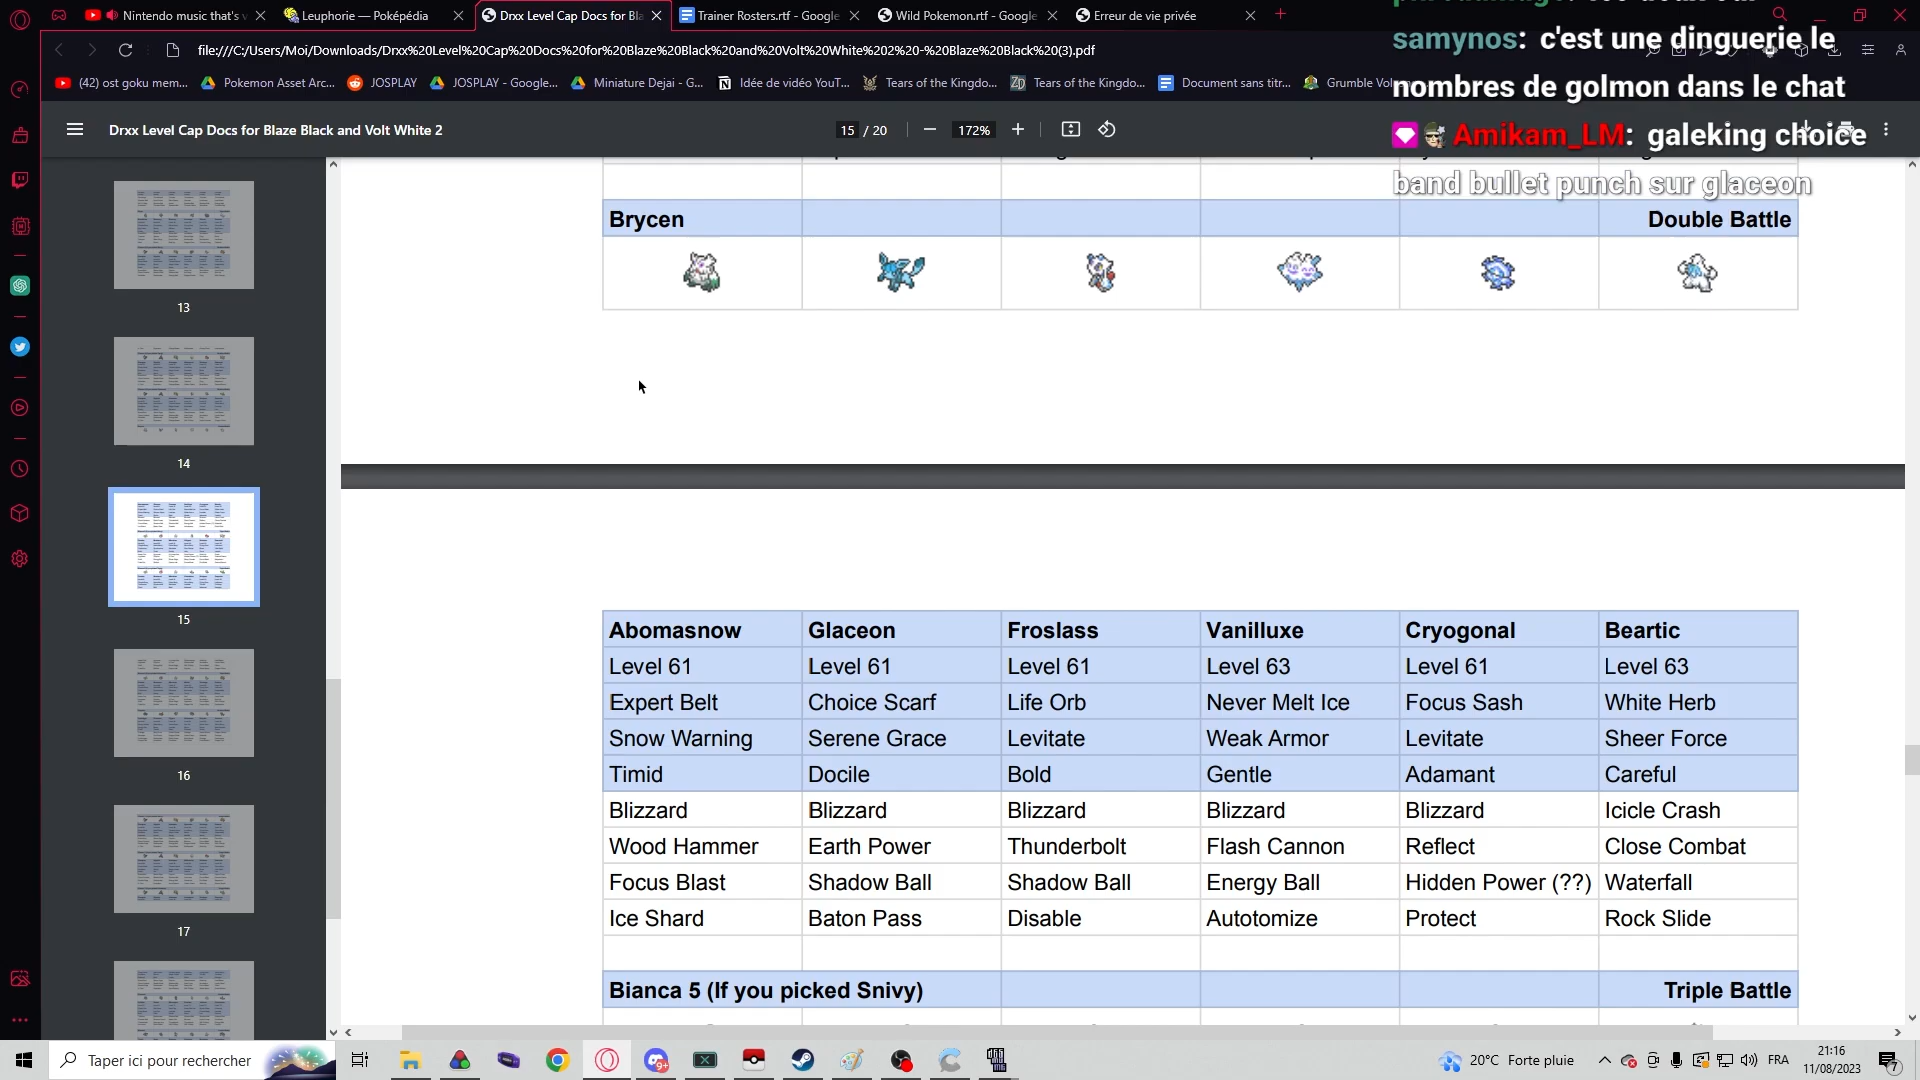 Nintendo music that's v
Leuphorie — Poképédia
Drxx Level Cap Docs for Bla
Trainer Rosters.rtf - Google
Wild Pokemon.rtf - Google
Erreur de vie privée
file:///C:/Users/Moi/Downloads/Drxx%20Level%20Cap%20Docs%20for%20Blaze%20Black%20and%20Volt%20White%202%20-%20Blaze%20Black%20(3).pdf
samynos: c'est une dinguerie le
nombres de golmon dans le chat
Amikam_LM: galeking choice
band bullet punch sur glaceon
(42) ost goku mem...
Pokemon Asset Arc...
JOSPLAY
JOSPLAY - Google...
Miniature Dejai - G...
Idée de vidéo YouT...
Tears of the Kingdo...
Tears of the Kingdo...
Document sans titr...
Grumble Vo
Drxx Level Cap Docs for Blaze Black and Volt White 2
15 / 20
172%
13
14
15
16
17
Brycen Double Battle
Abomasnow Glaceon Froslass Vanilluxe Cryogonal Beartic
Level 61 Level 61 Level 61 Level 63 Level 61 Level 63
Expert Belt Choice Scarf Life Orb Never Melt Ice Focus Sash White Herb
Snow Warning Serene Grace Levitate Weak Armor Levitate Sheer Force
Timid Docile Bold Gentle Adamant Careful
Blizzard Blizzard Blizzard Blizzard Blizzard Icicle Crash
Wood Hammer Earth Power Thunderbolt Flash Cannon Reflect Close Combat
Focus Blast Shadow Ball Shadow Ball Energy Ball Hidden Power (??) Waterfall
Ice Shard Baton Pass Disable Autotomize Protect Rock Slide
Bianca 5 (If you picked Snivy) Triple Battle
Taper ici pour rechercher
9+
20°C Forte pluie
FRA
21:16
11/08/2023
7